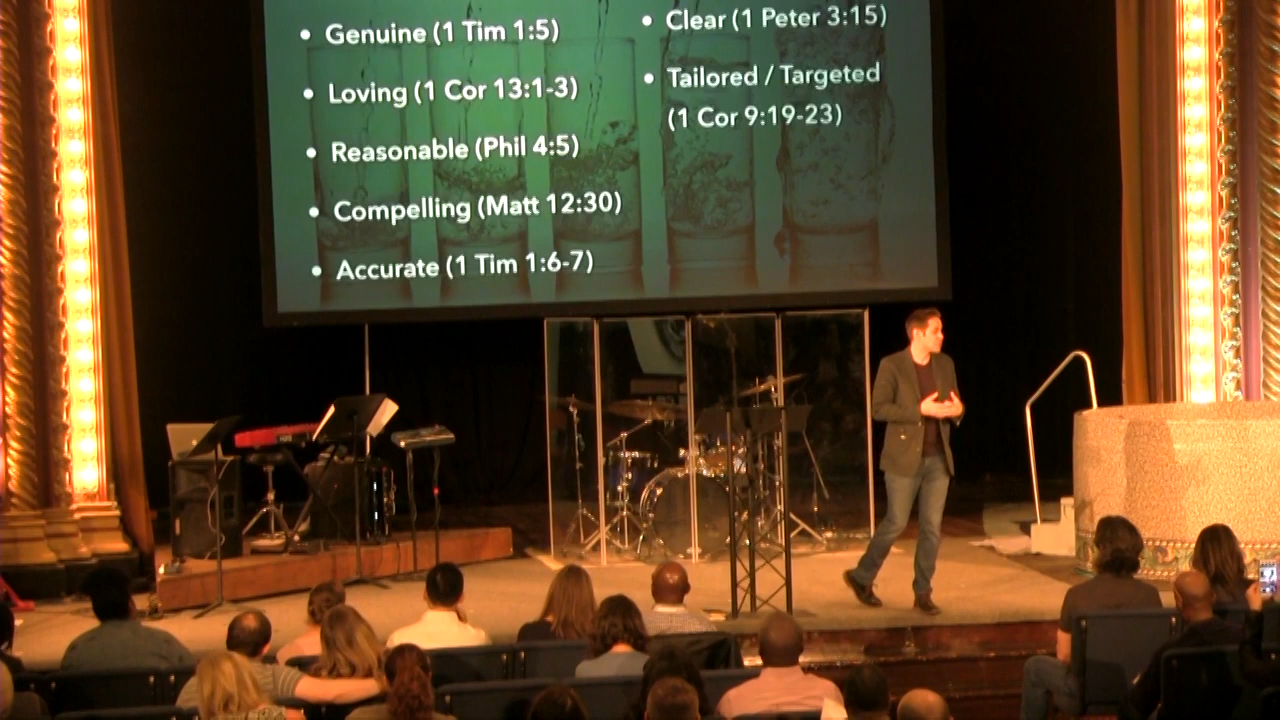 • Genuine (1 Tim 1:5)
• Loving (1 Cor 13:1-3)
• Reasonable (Phil 4:5)
• Compelling (Matt 12:30)
• Accurate (1 Tim 1:6-7)
• Clear (1 Peter 3:15)
• Tailored / Targeted
(1 Cor 9:19-23)